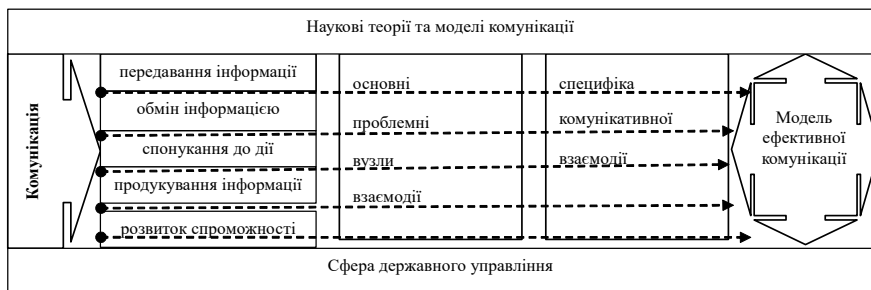 Наукові теорії та моделі комунікації
Комунікація
передавання інформації
обмін інформацією
спонукання до дії
продукування інформації
розвиток спроможності
основні
проблемні
вузли
взаємодії
специфіка
комунікативної
взаємодії
Модель
ефективної
комунікації
Сфера державного управління